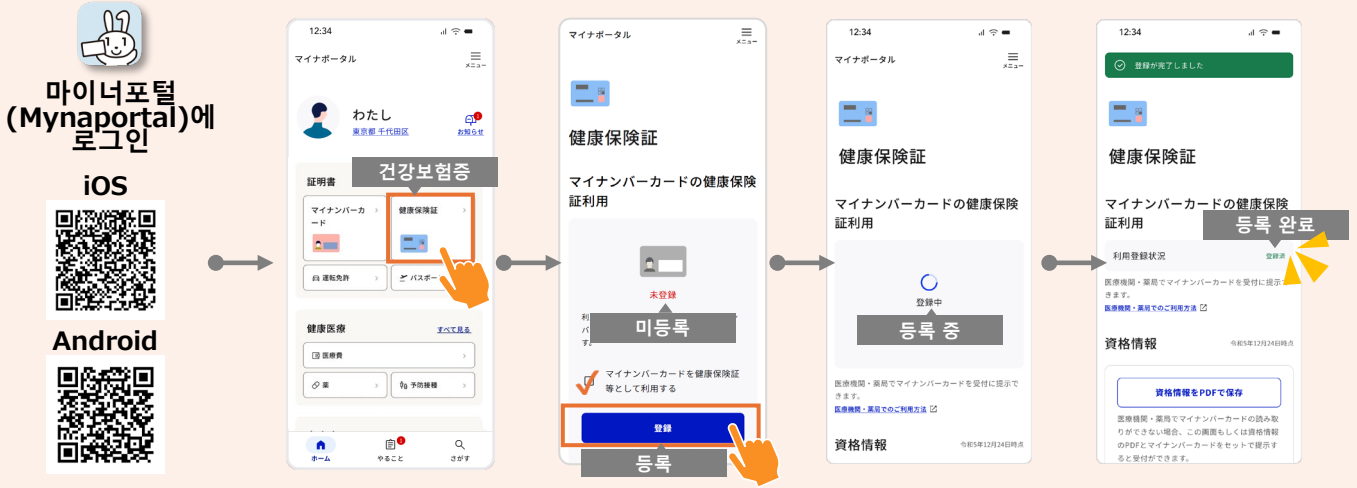 마이너포털
(Mynaportal)에
로그인
iOS
Android
12:34
マイナポータル
メニュー
わたし
東京都 千代田区
1
お知らせ
証明書
건강보험증
マイナンバーカ
ード
健康保険証
運転免許
パスポー
健康医療
すべて見る
医療費
薬
予防接種
ホーム
1
やること
さがす
マイナポータル
メニュー
健康保険証
マイナンバーカードの健康保険
証利用
未登録
미등록
利
バ
す。
マイナンバーカードを健康保険証
等として利用する
登録
등록
12:34
マイナポータル
メニュー
健康保険証
マイナンバーカードの健康保険
証利用
登録中
등록 중
医療機関・薬局でマイナンバーカードを受付に提示で
きます。
医療機関・薬局でのご利用方法
資格情報
令和5年12月24日時点
12:34
登録が完了しました
健康保険証
マイナンバーカードの健康保険
証利用
등록 완료
利用登録状況
登録済
医療機関・薬局でマイナンバーカードを受付に提示で
きます。
医療機関・薬局でのご利用方法
資格情報
令和5年12月24日時点
資格情報をPDFで保存
医療機関・薬局でマイナンバーカードの読み取
りができない場合、この画面もしくは資格情報
のPDFとマイナンバーカードをセットで提示す
ると受付ができます。